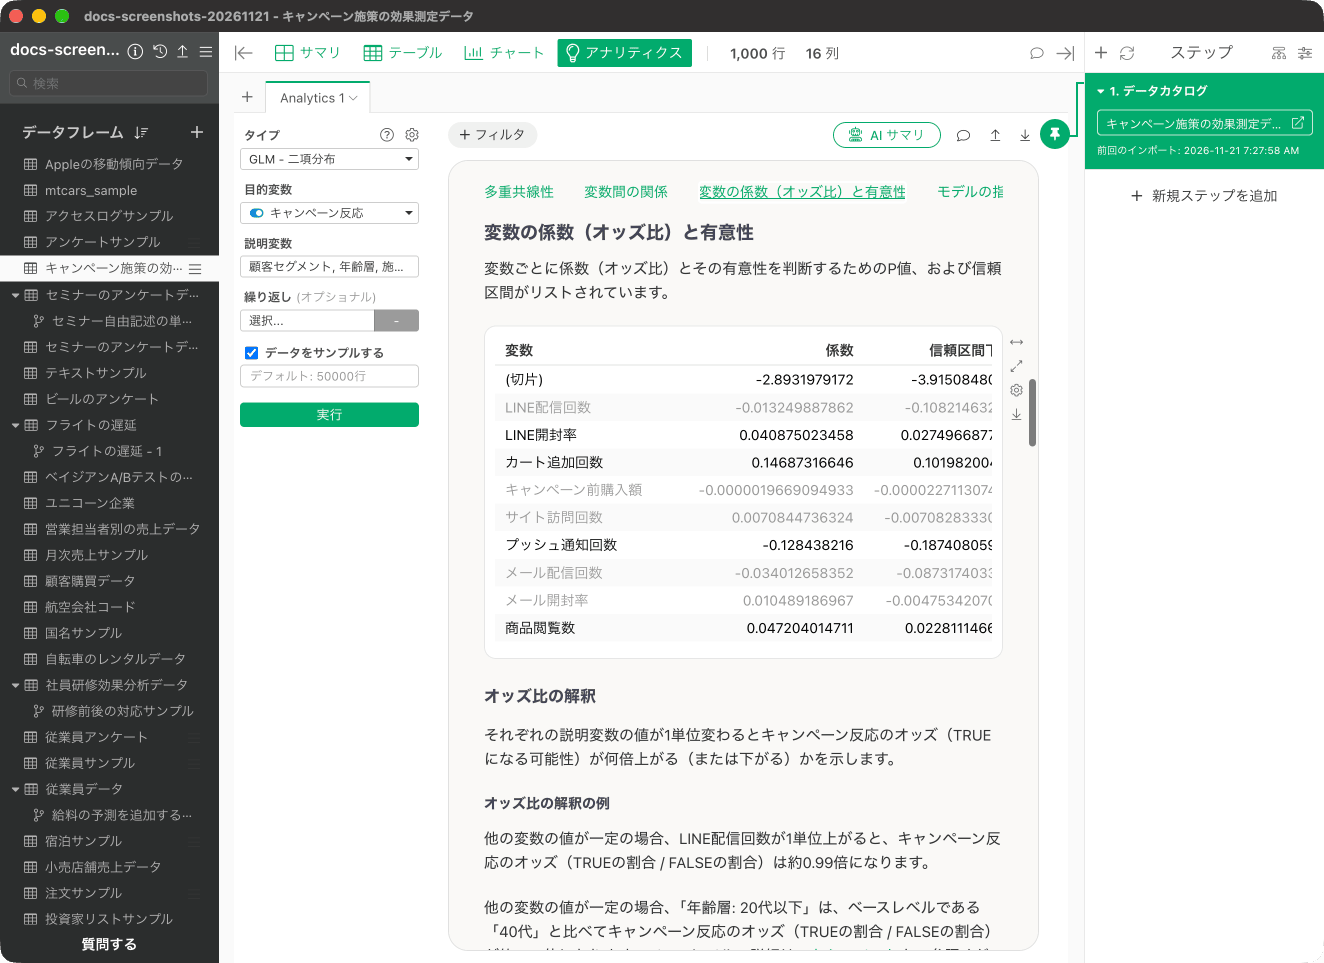 docs-screenshots-20261121 - キャンペーン施策の効果測定データ
docs-screen...
検索
データフレーム
Appleの移動傾向データ
mtcars_sample
アクセスログサンプル
アンケートサンプル
キャンペーン施策の効···
セミナーのアンケートデ···
セミナー自由記述の単···
セミナーのアンケートデ···
テキストサンプル
ビールのアンケート
フライトの遅延
フライトの遅延 - 1
ベイジアンA/Bテストの···
ユニコーン企業
営業担当者別の売上データ
月次売上サンプル
顧客購買データ
航空会社コード
国名サンプル
自転車のレンタルデータ
社員研修効果分析データ
研修前後の対応サンプル
従業員アンケート
従業員サンプル
従業員データ
給料の予測を追加する···
宿泊サンプル
小売店舗売上データ
注文サンプル
投資家リストサンプル
質問する
サマリ
テーブル
チャート
アナリティクス
1,000 行
16 列
Analytics 1
タイプ
GLM - 二項分布
目的変数
キャンペーン反応
説明変数
顧客セグメント, 年齢層, 施...
繰り返し (オプショナル)
選択...
-
データをサンプルする
デフォルト: 50000行
実行
+ フィルタ
AI サマリ
多重共線性
変数間の関係
変数の係数（オッズ比）と有意性
モデルの指
変数の係数（オッズ比）と有意性
変数ごとに係数（オッズ比）とその有意性を判断するためのP値、および信頼
区間がリストされています。
変数 係数 信頼区間下
(切片) -2.8931979172 -3.91508480
LINE配信回数 -0.013249887862 -0.108214632
LINE開封率 0.040875023458 0.0274966877
カート追加回数 0.14687316646 0.101982004
キャンペーン前購入額 -0.0000019669094933 -0.0000227113074
サイト訪問回数 0.0070844736324 -0.00708283330
プッシュ通知回数 -0.128438216 -0.187408059
メール配信回数 -0.034012658352 -0.0873174033
メール開封率 0.010489186967 -0.00475342070
商品閲覧数 0.047204014711 0.0228111466
オッズ比の解釈
それぞれの説明変数の値が1単位変わるとキャンペーン反応のオッズ（TRUE
になる可能性）が何倍上がる（または下がる）かを示します。
オッズ比の解釈の例
他の変数の値が一定の場合、LINE配信回数が1単位上がると、キャンペーン反
応のオッズ（TRUEの割合 / FALSEの割合）は約0.99倍になります。
他の変数の値が一定の場合、「年齢層: 20代以下」は、ベースレベルである
「40代」と比べてキャンペーン反応のオッズ（TRUEの割合 / FALSEの割合）
ステップ
1. データカタログ
キャンペーン施策の効果測定デ...
前回のインポート: 2026-11-21 7:27:58 AM
+ 新規ステップを追加